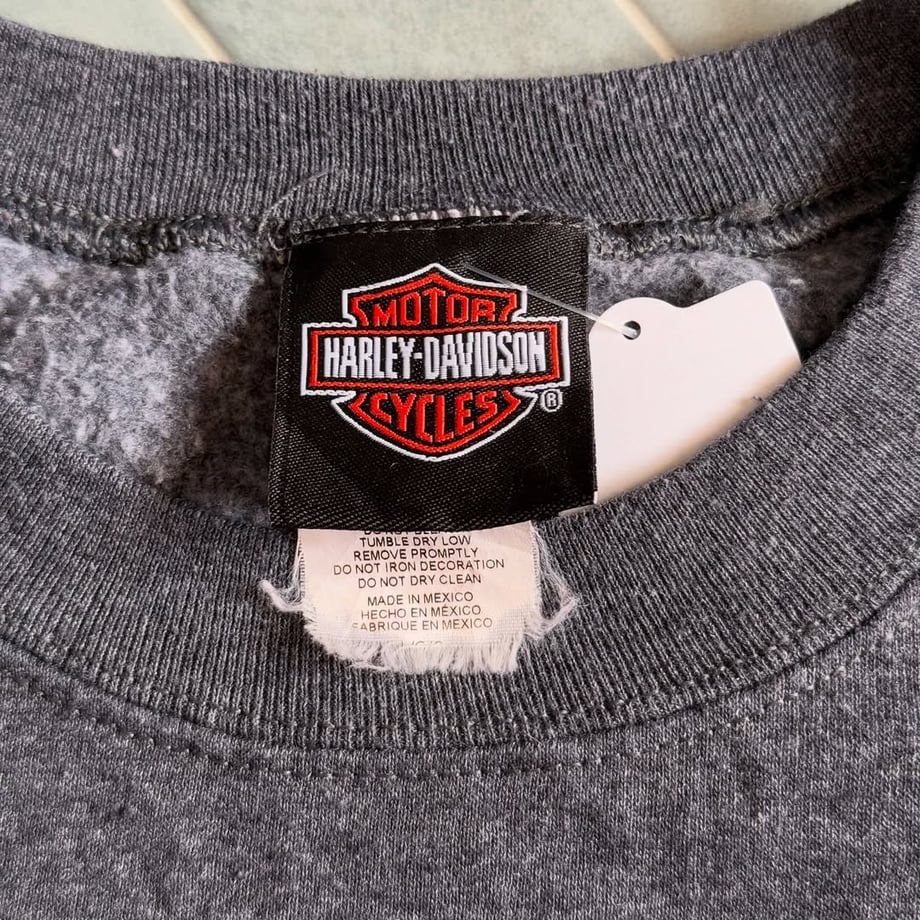 MOTOR
HARLEY-DAVIDSON
CYCLES
®
TUMBLE DRY LOW
REMOVE PROMPTLY
DO NOT IRON DECORATION
DO NOT DRY CLEAN
MADE IN MEXICO
HECHO EN MÉXICO
FABRIQUE EN MEXICO